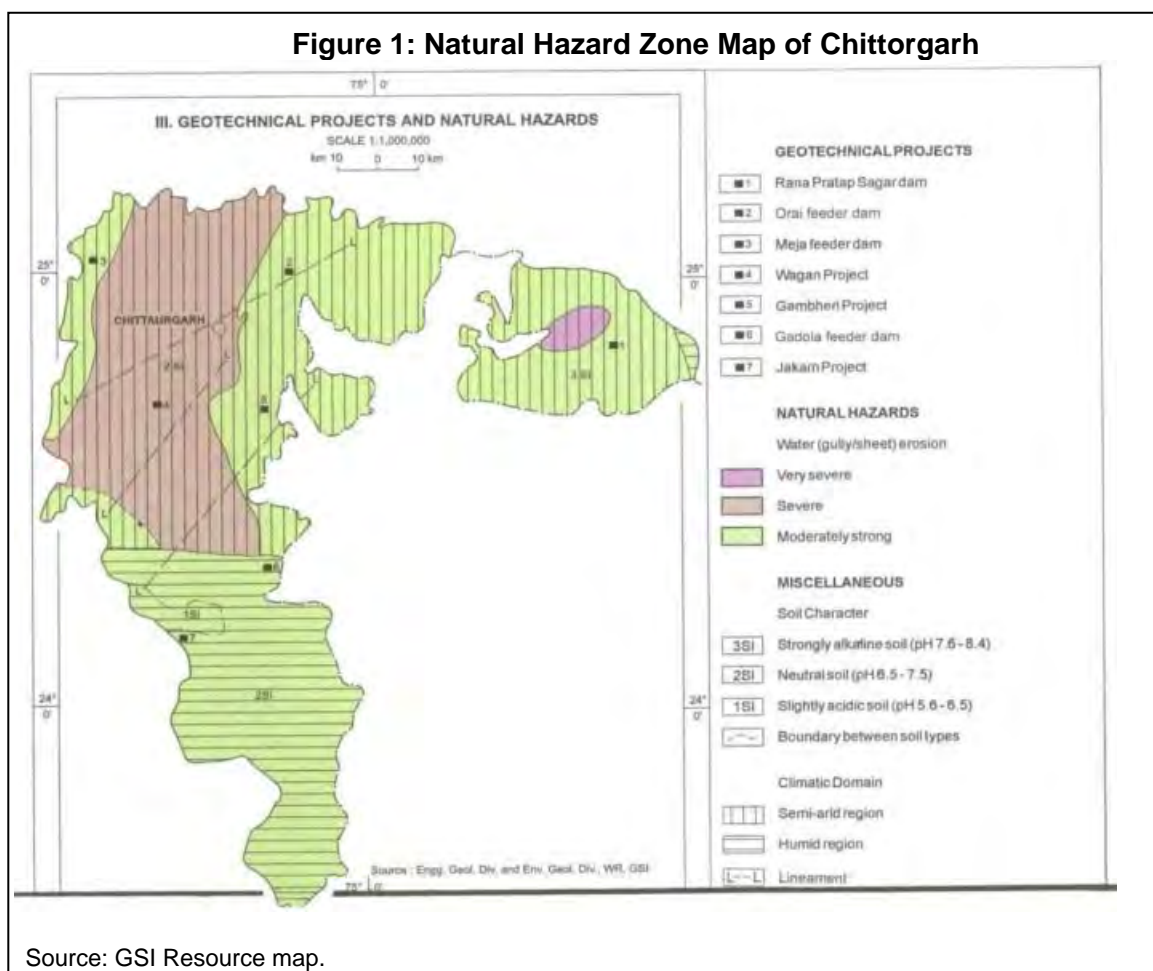 Figure 1: Natural Hazard Zone Map of Chittorgarh
75° 0'
III. GEOTECHNICAL PROJECTS AND NATURAL HAZARDS
SCALE 1:1,000,000
km 10 0 10 km
25° 0'
25° 0'
24° 0'
24° 0'
75° 0'
CHITTAURGARH
2SI
3SI
1SI
2SI
1
2
3
4
7
L
L
L
L
L
L
Source : Engg. Geol. Div. and Env. Geol. Div., WR, GSI
GEOTECHNICAL PROJECTS
1 Rana Pratap Sagar dam
2 Orai feeder dam
3 Meja feeder dam
4 Wagan Project
5 Gambheri Project
6 Gadola feeder dam
7 Jakam Project
NATURAL HAZARDS
Water (gully/sheet) erosion
Very severe
Severe
Moderately strong
MISCELLANEOUS
Soil Character
3SI Strongly alkaline soil (pH 7.6 - 8.4)
2SI Neutral soil (pH 6.5 - 7.5)
1SI Slightly acidic soil (pH 5.6 - 6.5)
Boundary between soil types
Climatic Domain
Semi-arid region
Humid region
L--L Lineament
Source: GSI Resource map.